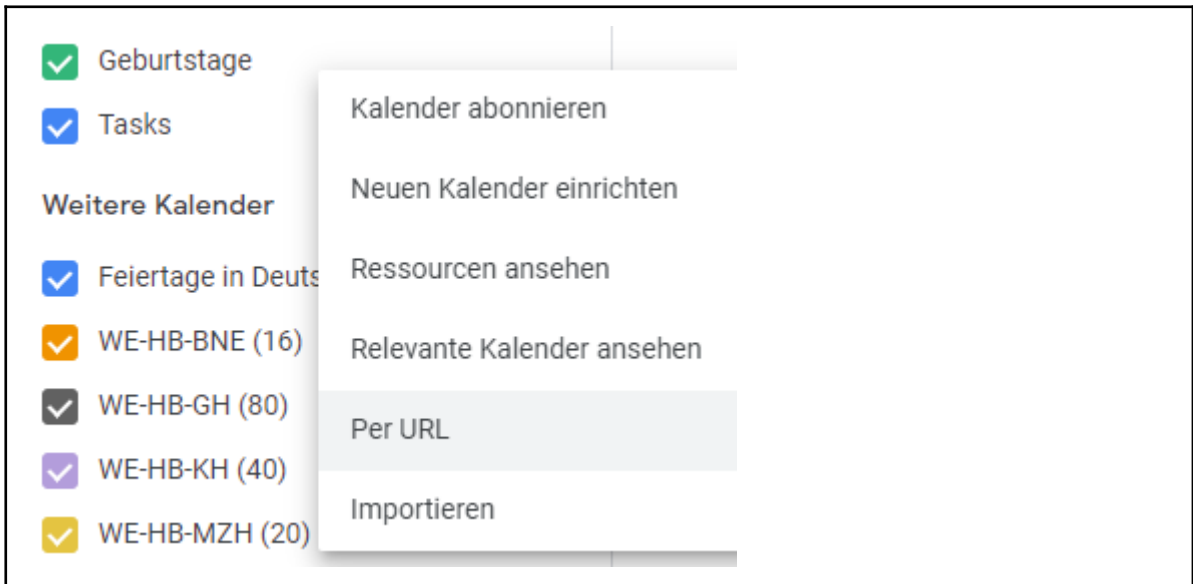 Geburtstage
Tasks
Weitere Kalender
Feiertage in Deuts
WE-HB-BNE (16)
WE-HB-GH (80)
WE-HB-KH (40)
WE-HB-MZH (20)
Kalender abonnieren
Neuen Kalender einrichten
Ressourcen ansehen
Relevante Kalender ansehen
Per URL
Importieren